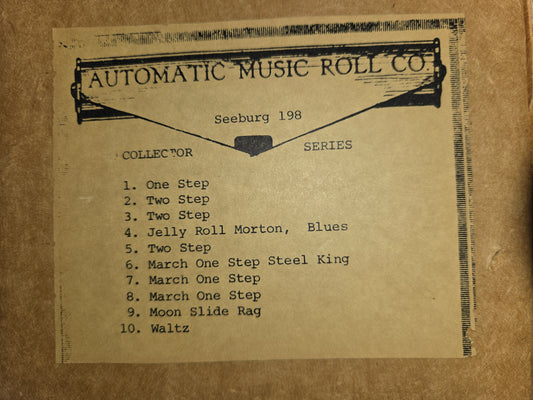 AUTOMATIC MUSIC ROLL CO.
Seeburg 198
COLLECTOR SERIES
1. One Step
2. Two Step
3. Two Step
4. Jelly Roll Morton, Blues
5. Two Step
6. March One Step Steel King
7. March One Step
8. March One Step
9. Moon Slide Rag
10. Waltz